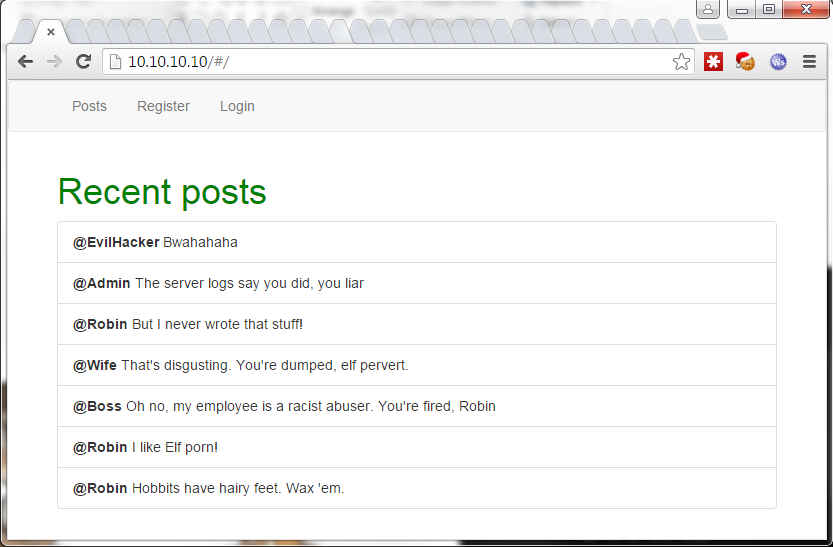 10.10.10.10/#/
Ws
Posts Register Login
Recent posts
@EvilHacker Bwahahaha
@Admin The server logs say you did, you liar
@Robin But I never wrote that stuff!
@Wife That's disgusting. You're dumped, elf pervert.
@Boss Oh no, my employee is a racist abuser. You're fired, Robin
@Robin I like Elf porn!
@Robin Hobbits have hairy feet. Wax 'em.